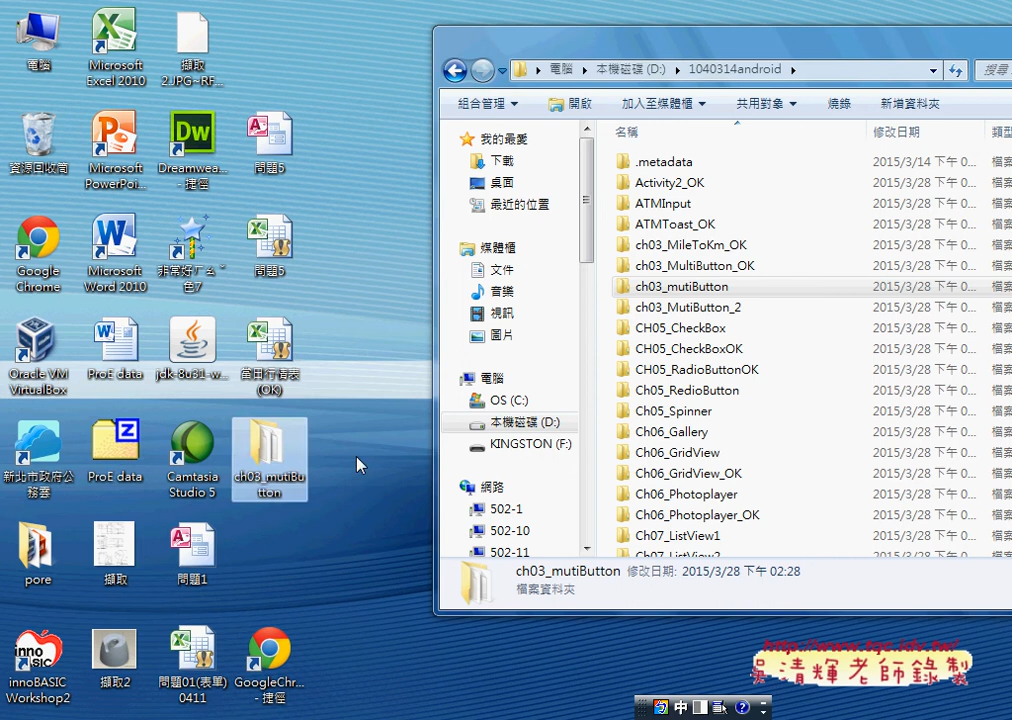 電腦
Microsoft Excel 2010
擷取2.JPG~RF...
資源回收筒
Microsoft PowerPoi...
Dreamwea... - 捷徑
問題5
Google Chrome
Microsoft Word 2010
非常好ㄏㄠˇ色7
問題5
Oracle VM VirtualBox
ProE data
jdk-8u31-w...
(OK)
新北市政府公務雲
ProE data
Camtasia Studio 5
ch03_mutiButton
pore
擷取
問題1
innoBASIC Workshop2
擷取2
問題01(表單)0411
GoogleChr... - 捷徑
電腦 ▸ 本機磁碟 (D:) ▸ 1040314android ▸
搜尋
組合管理 ▼ 開啟 加入至媒體櫃 ▼ 共用對象 ▼ 燒錄 新增資料夾
我的最愛
下載
桌面
最近的位置
媒體櫃
文件
音樂
視訊
圖片
電腦
OS (C:)
本機磁碟 (D:)
KINGSTON (F:)
網路
502-1
502-10
502-11
名稱 修改日期 類型
.metadata 2015/3/14 下午 0... 檔案
Activity2_OK 2015/3/28 下午 0... 檔案
ATMInput 2015/3/28 下午 0... 檔案
ATMToast_OK 2015/3/28 下午 0... 檔案
ch03_MileToKm_OK 2015/3/28 下午 0... 檔案
ch03_MultiButton_OK 2015/3/28 下午 0... 檔案
ch03_mutiButton 2015/3/28 下午 0... 檔案
ch03_MutiButton_2 2015/3/28 下午 0... 檔案
CH05_CheckBox 2015/3/28 下午 0... 檔案
CH05_CheckBoxOK 2015/3/28 下午 0... 檔案
CH05_RadioButtonOK 2015/3/28 下午 0... 檔案
Ch05_RedioButton 2015/3/28 下午 0... 檔案
Ch05_Spinner 2015/3/28 下午 0... 檔案
Ch06_Gallery 2015/3/28 下午 0... 檔案
Ch06_GridView 2015/3/28 下午 0... 檔案
Ch06_GridView_OK 2015/3/28 下午 0... 檔案
Ch06_Photoplayer 2015/3/28 下午 0... 檔案
Ch06_Photoplayer_OK 2015/3/28 下午 0... 檔案
Ch07_ListView1 2015/3/28 下午 0... 檔案
Ch07_ListView2 2015/3/28 下午 0... 檔案
ch03_mutiButton 修改日期: 2015/3/28 下午 02:28
檔案資料夾
http://www.tqc.idv.tw/
吳清輝老師錄製
中